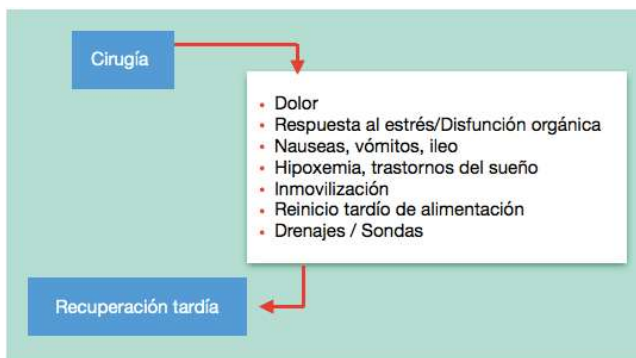 Cirugía
• Dolor
• Respuesta al estrés/Disfunción orgánica
• Nauseas, vómitos, ileo
• Hipoxemia, trastornos del sueño
• Inmovilización
• Reinicio tardío de alimentación
• Drenajes / Sondas
Recuperación tardía